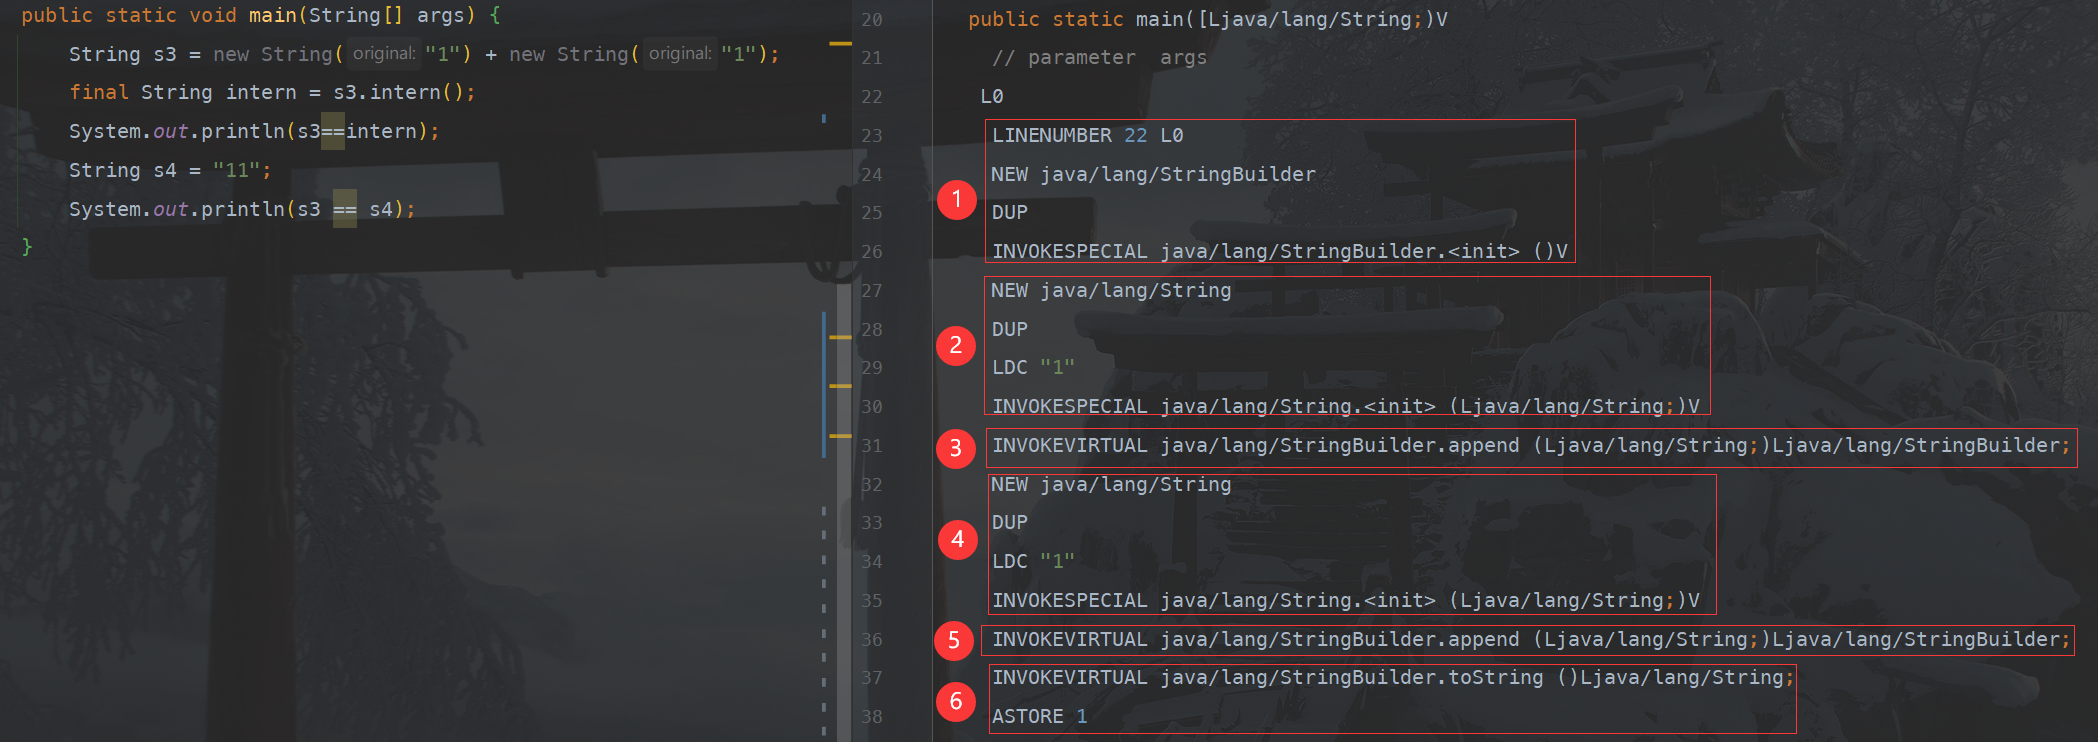 public static void main(String[] args) {
String s3 = new String( original: "1") + new String( original: "1");
final String intern = s3.intern();
System.out.println(s3==intern);
String s4 = "11";
System.out.println(s3 == s4);
}
20 public static main([Ljava/lang/String;)V
21 // parameter  args
22 L0
23 LINENUMBER 22 L0
24 NEW java/lang/StringBuilder
1
25 DUP
26 INVOKESPECIAL java/lang/StringBuilder.<init> ()V
27 NEW java/lang/String
28 DUP
2
29 LDC "1"
30 INVOKESPECIAL java/lang/String.<init> (Ljava/lang/String;)V
3
31 INVOKEVIRTUAL java/lang/StringBuilder.append (Ljava/lang/String;)Ljava/lang/StringBuilder;
32 NEW java/lang/String
33 DUP
4
34 LDC "1"
35 INVOKESPECIAL java/lang/String.<init> (Ljava/lang/String;)V
5
36 INVOKEVIRTUAL java/lang/StringBuilder.append (Ljava/lang/String;)Ljava/lang/StringBuilder;
37 INVOKEVIRTUAL java/lang/StringBuilder.toString ()Ljava/lang/String;
6
38 ASTORE 1